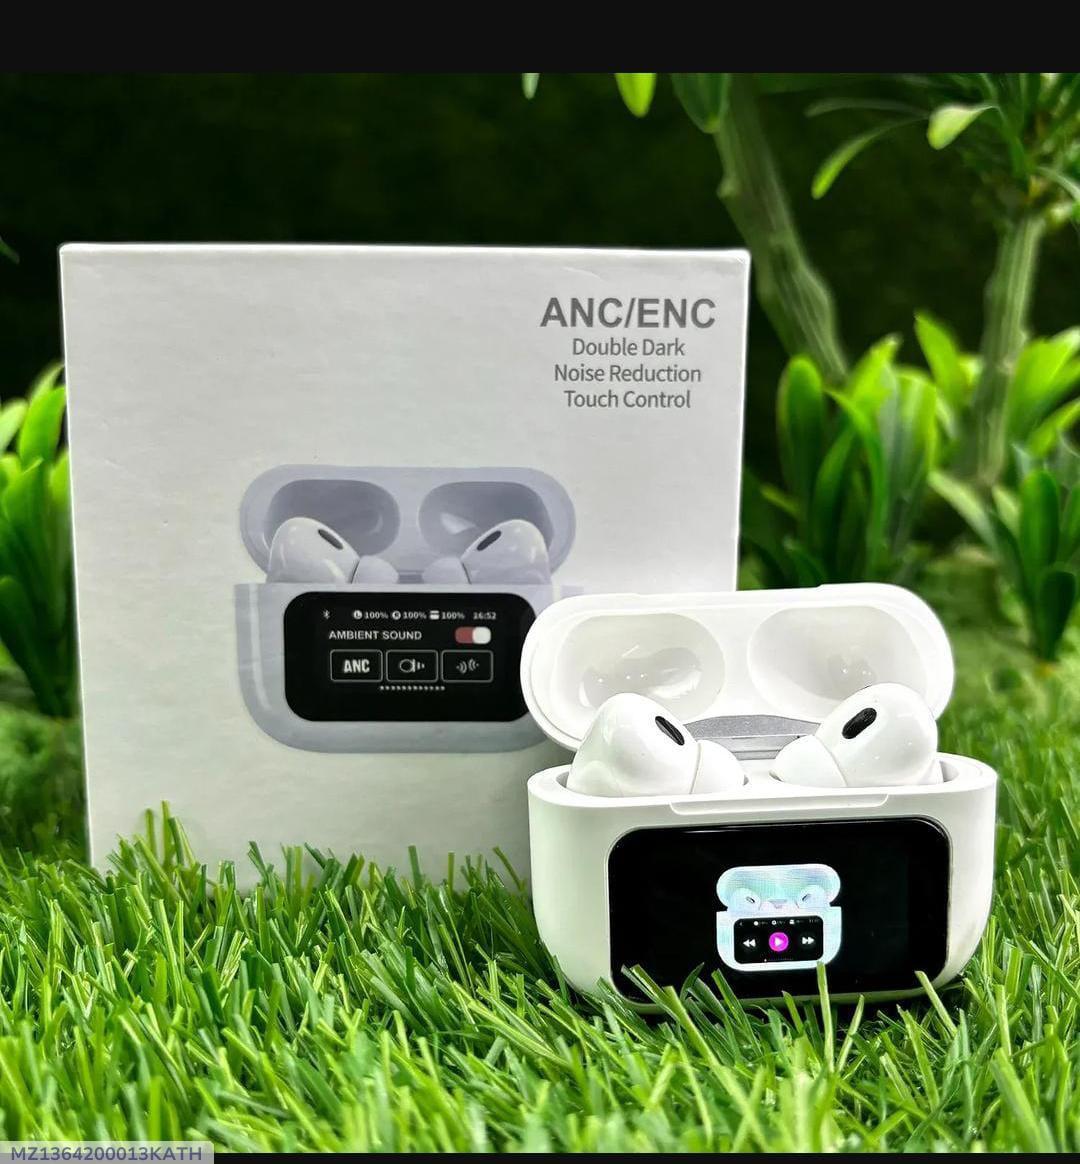 ANC/ENC
Double Dark
Noise Reduction
Touch Control
100% 100% 100% 16:52
AMBIENT SOUND
ANC
MZ1364200013KATH